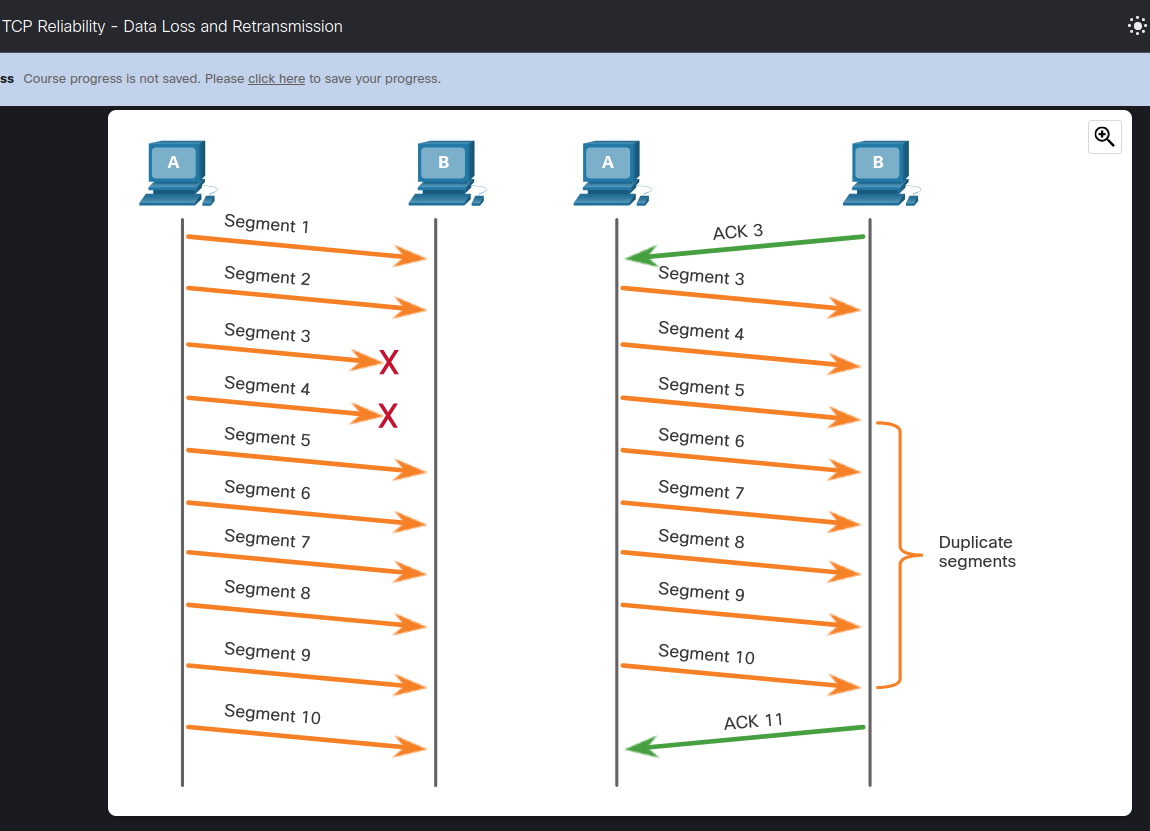 TCP Reliability - Data Loss and Retransmission
ss Course progress is not saved. Please click here to save your progress.
A
B
Segment 1
Segment 2
Segment 3
X
Segment 4
X
Segment 5
Segment 6
Segment 7
Segment 8
Segment 9
Segment 10
A
B
ACK 3
Segment 3
Segment 4
Segment 5
Segment 6
Segment 7
Segment 8
Segment 9
Segment 10
Duplicate
segments
ACK 11